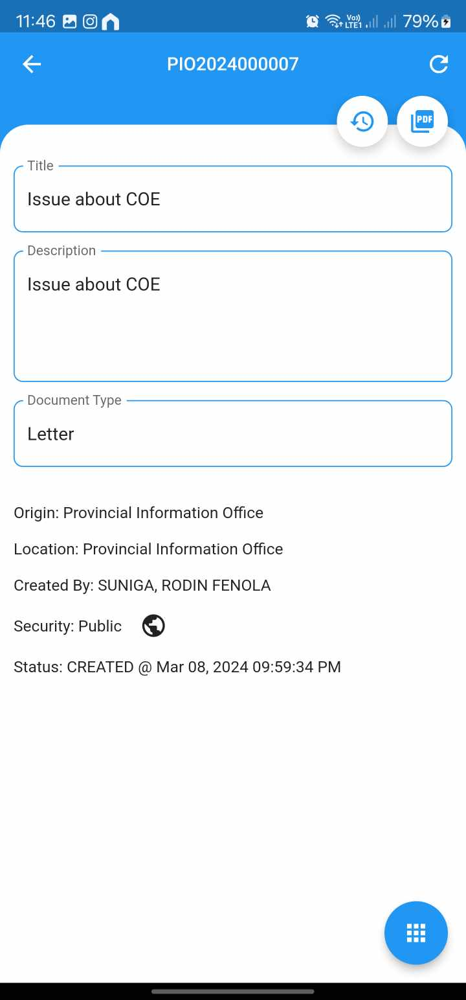 11:46
Vo)) LTE1 79%
PIO2024000007
PDF
Title
Issue about COE
Description
Issue about COE
Document Type
Letter
Origin: Provincial Information Office
Location: Provincial Information Office
Created By: SUNIGA, RODIN FENOLA
Security: Public
Status: CREATED @ Mar 08, 2024 09:59:34 PM